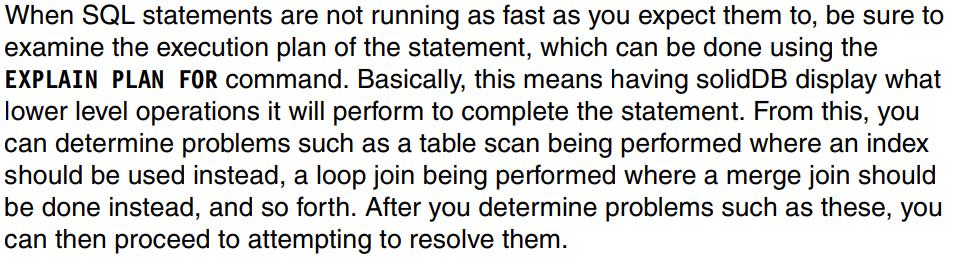 When SQL statements are not running as fast as you expect them to, be sure to
examine the execution plan of the statement, which can be done using the
EXPLAIN PLAN FOR command. Basically, this means having solidDB display what
lower level operations it will perform to complete the statement. From this, you
can determine problems such as a table scan being performed where an index
should be used instead, a loop join being performed where a merge join should
be done instead, and so forth. After you determine problems such as these, you
can then proceed to attempting to resolve them.